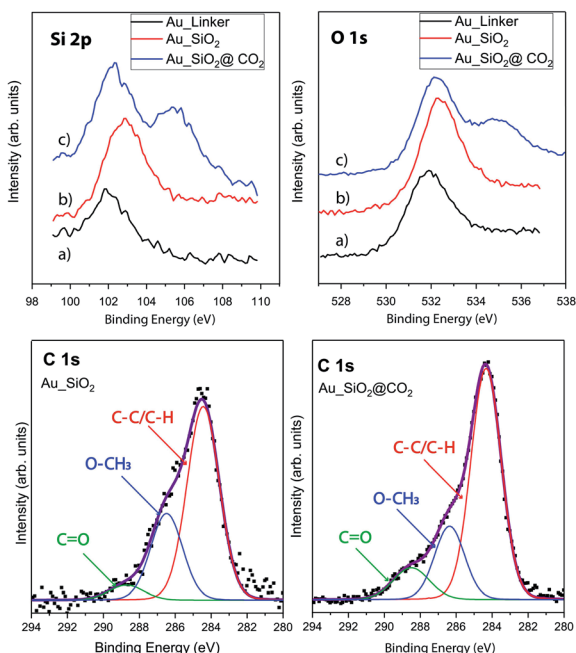 Si 2p
Au_Linker
Au_SiO₂
Au_SiO₂@ CO₂
c)
b)
a)
Intensity (arb. units)
98 100 102 104 106 108 110
Binding Energy (eV)
O 1s
Au_Linker
Au_SiO₂
Au_SiO₂@ CO₂
c)
b)
a)
Intensity (arb. units)
528 530 532 534 536 538
Binding Energy (eV)
C 1s
Au_SiO₂
C-C/C-H
O-CH₃
C=O
Intensity (arb. units)
294 292 290 288 286 284 282 280
Binding Energy (eV)
C 1s
Au_SiO₂@CO₂
C-C/C-H
O-CH₃
C=O
Intensity (arb. units)
294 292 290 288 286 284 282 280
Binding Energy (eV)